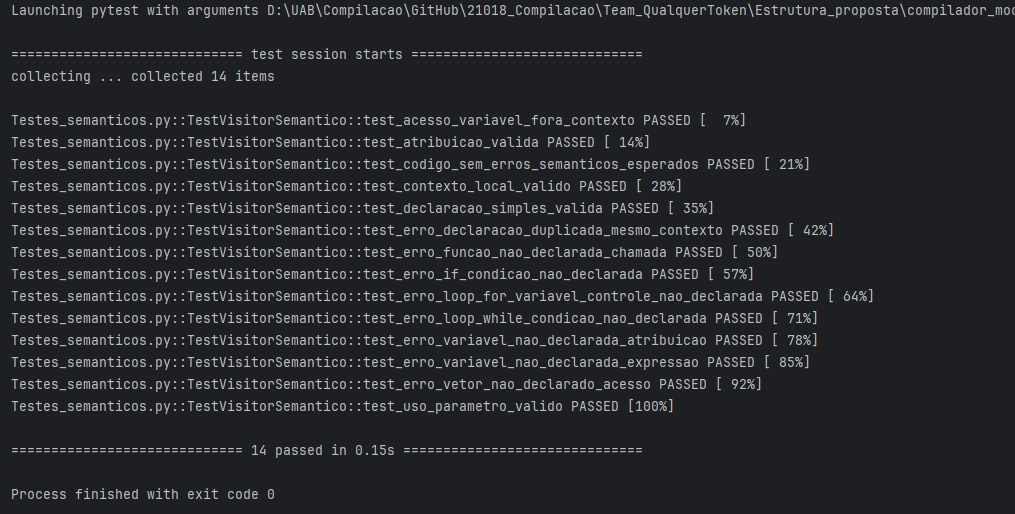 Launching pytest with arguments D:\UAB\Compilacao\GitHub\21018_Compilacao\Team_QualquerToken\Estrutura_proposta\compilador_moc
============================= test session starts =============================
collecting ... collected 14 items
Testes_semanticos.py::TestVisitorSemantico::test_acesso_variavel_fora_contexto PASSED [  7%]
Testes_semanticos.py::TestVisitorSemantico::test_atribuicao_valida PASSED [ 14%]
Testes_semanticos.py::TestVisitorSemantico::test_codigo_sem_erros_semanticos_esperados PASSED [ 21%]
Testes_semanticos.py::TestVisitorSemantico::test_contexto_local_valido PASSED [ 28%]
Testes_semanticos.py::TestVisitorSemantico::test_declaracao_simples_valida PASSED [ 35%]
Testes_semanticos.py::TestVisitorSemantico::test_erro_declaracao_duplicada_mesmo_contexto PASSED [ 42%]
Testes_semanticos.py::TestVisitorSemantico::test_erro_funcao_nao_declarada_chamada PASSED [ 50%]
Testes_semanticos.py::TestVisitorSemantico::test_erro_if_condicao_nao_declarada PASSED [ 57%]
Testes_semanticos.py::TestVisitorSemantico::test_erro_loop_for_variavel_controle_nao_declarada PASSED [ 64%]
Testes_semanticos.py::TestVisitorSemantico::test_erro_loop_while_condicao_nao_declarada PASSED [ 71%]
Testes_semanticos.py::TestVisitorSemantico::test_erro_variavel_nao_declarada_atribuicao PASSED [ 78%]
Testes_semanticos.py::TestVisitorSemantico::test_erro_variavel_nao_declarada_expressao PASSED [ 85%]
Testes_semanticos.py::TestVisitorSemantico::test_erro_vetor_nao_declarado_acesso PASSED [ 92%]
Testes_semanticos.py::TestVisitorSemantico::test_uso_parametro_valido PASSED [100%]
============================= 14 passed in 0.15s ==============================
Process finished with exit code 0